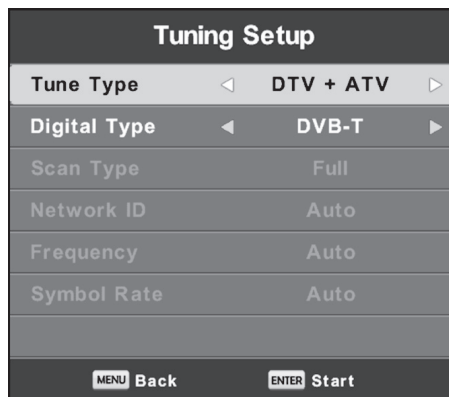 Tuning Setup
Tune Type DTV + ATV
Digital Type DVB-T
Scan Type Full
Network ID Auto
Frequency Auto
Symbol Rate Auto
MENU Back ENTER Start